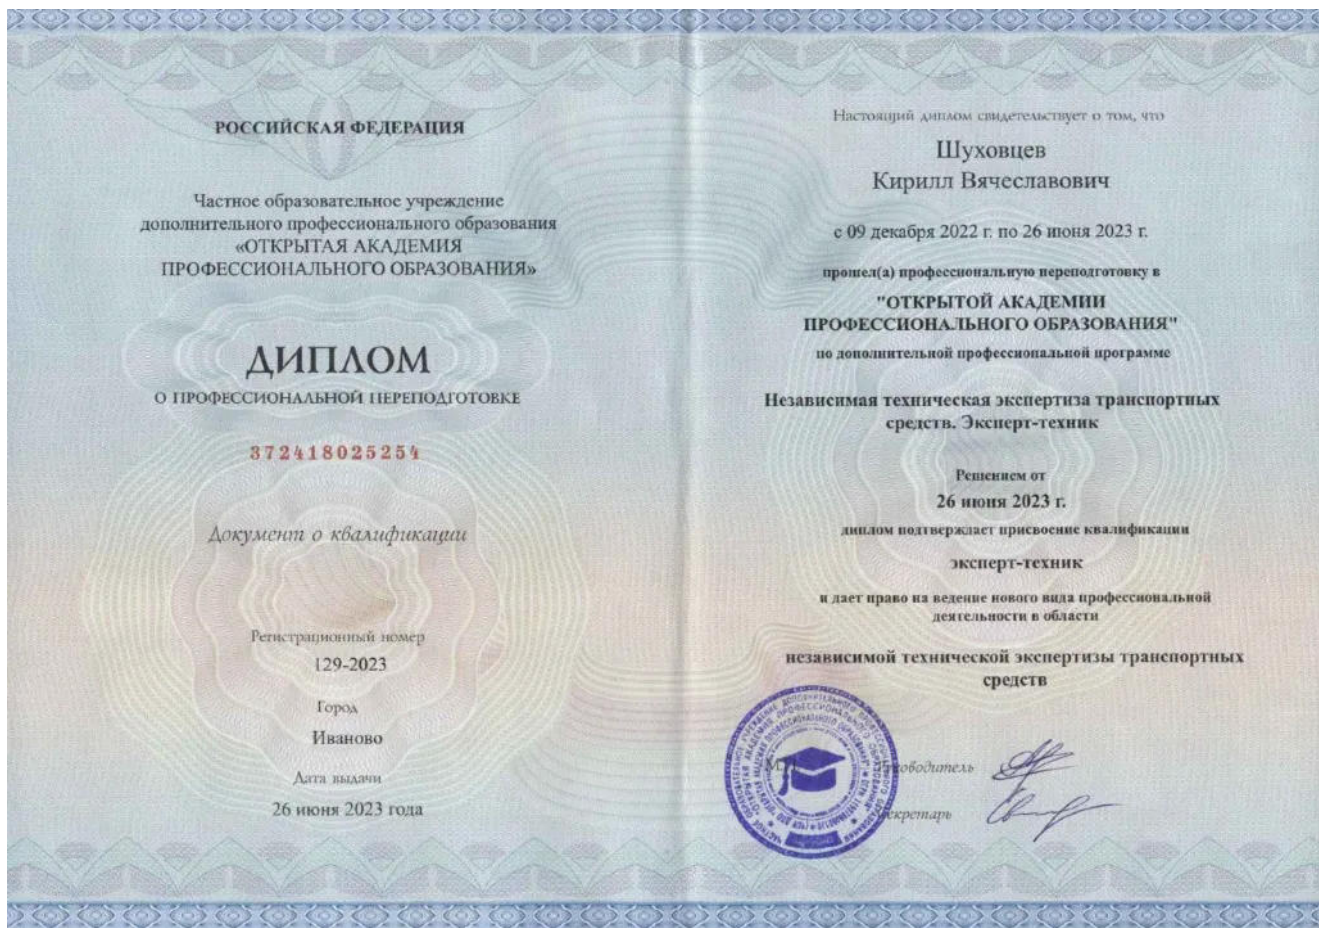 РОССИЙСКАЯ ФЕДЕРАЦИЯ
Частное образовательное учреждение
дополнительного профессионального образования
«ОТКРЫТАЯ АКАДЕМИЯ
ПРОФЕССИОНАЛЬНОГО ОБРАЗОВАНИЯ»
ДИПЛОМ
О ПРОФЕССИОНАЛЬНОЙ ПЕРЕПОДГОТОВКЕ
372418025254
Документ о квалификации
Регистрационный номер
129-2023
Город
Иваново
Дата выдачи
26 июня 2023 года
Настоящий диплом свидетельствует о том, что
Шуховцев
Кирилл Вячеславович
с 09 декабря 2022 г. по 26 июня 2023 г.
прошел(а) профессиональную переподготовку в
"ОТКРЫТОЙ АКАДЕМИИ
ПРОФЕССИОНАЛЬНОГО ОБРАЗОВАНИЯ"
по дополнительной профессиональной программе
Независимая техническая экспертиза транспортных
средств. Эксперт-техник
Решением от
26 июня 2023 г.
диплом подтверждает присвоение квалификации
эксперт-техник
и дает право на ведение нового вида профессиональной
деятельности в области
независимой технической экспертизы транспортных
средств
М.П.
Руководитель
Секретарь